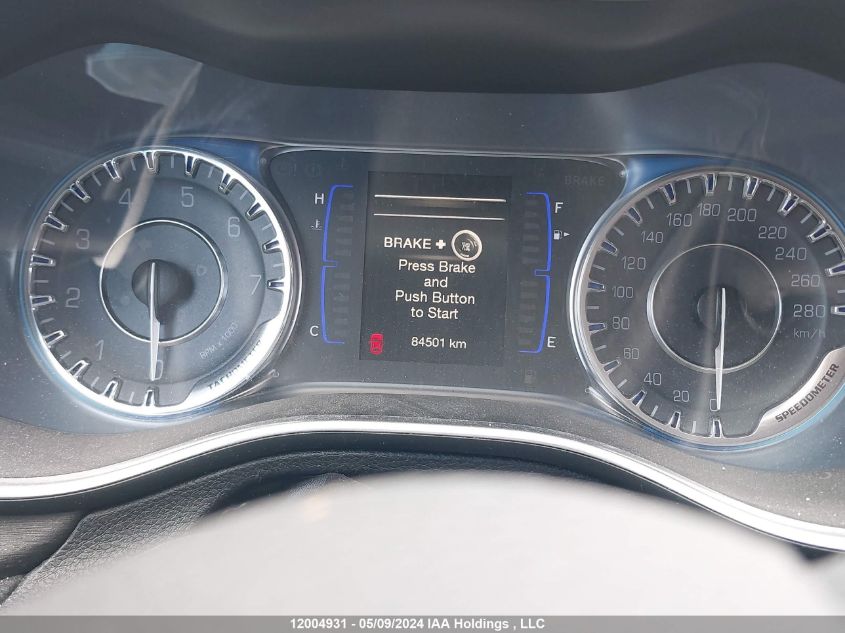 0
1
2
3
4
5
6
7
RPM x 1000
TACHOMETER
H
C
BRAKE +
Press Brake
and
Push Button
to Start
84501 km
BRAKE
F
E
0
20
40
60
80
100
120
140
160
180
200
220
240
260
280
km/h
SPEEDOMETER
12004931 - 05/09/2024 IAA Holdings , LLC